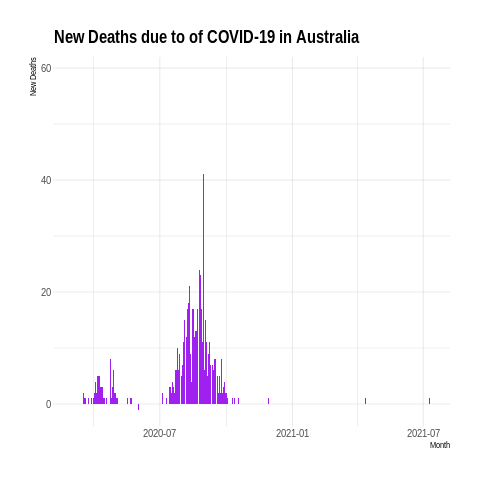 New Deaths due to of COVID-19 in Australia
New Deaths
60
40
20
0
2020-07
2021-01
2021-07
Month